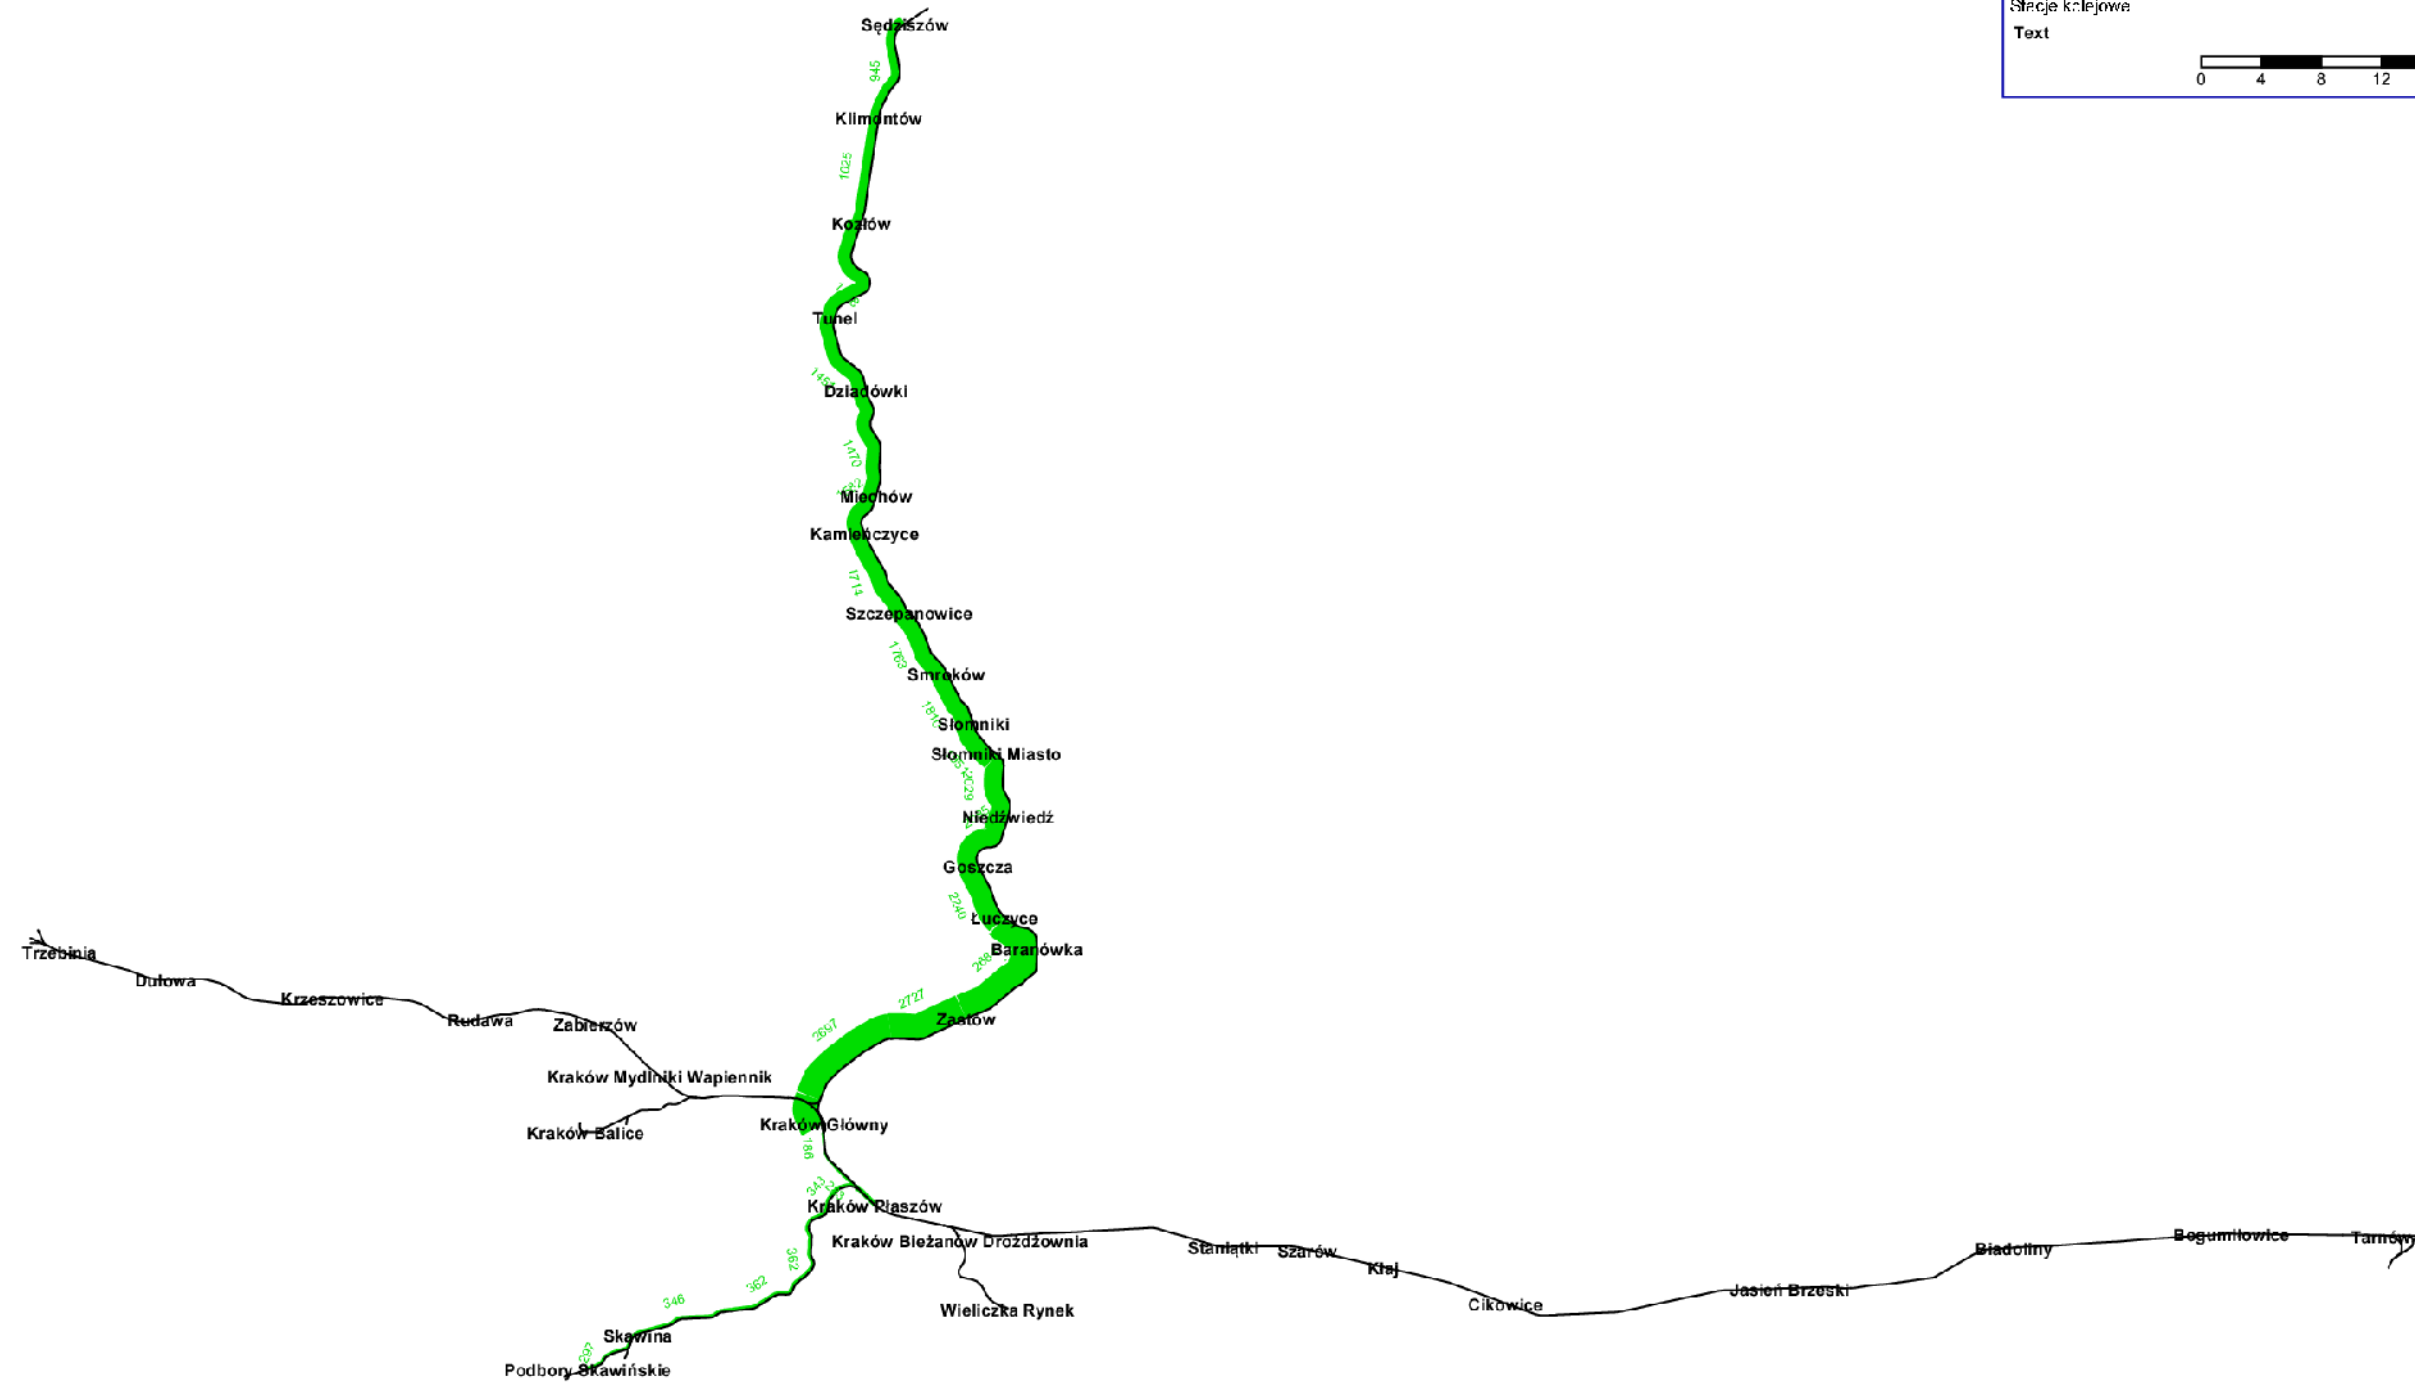 Stacje kolejowe
Text
0 4 8 12
Sędziszów
945
Klimontów
1025
Kozłów
Tunel
Dziadówki
1470
Miechów
Kamieńczyce
1714
Szczepanowice
1763
Smroków
Słomniki
Słomniki Miasto
2029
Niedźwiedź
Goszcza
2240
Łuczyce
Baranówka
2727
Zastów
2697
Trzebinia
Dulowa
Krzeszowice
Rudawa
Zabierzów
Kraków Mydlniki Wapiennik
Kraków Balice
Kraków Główny
186
343
Kraków Płaszów
Kraków Bieżanów Drożdżownia
362
362
346
Wieliczka Rynek
Skawina
297
Podbory Skawińskie
Staniątki
Szarów
Kłaj
Cikowice
Jasień Brzeski
Biadoliny
Bogumiłowice
Tarnów